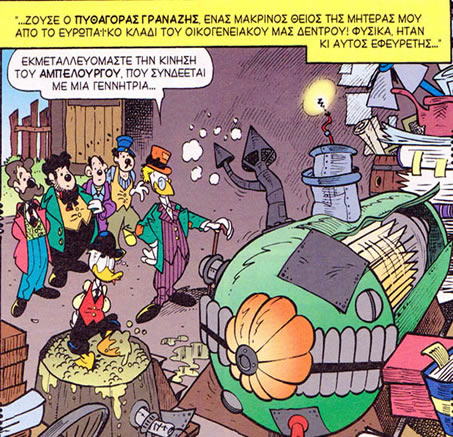 "...ΖΟΥΣΕ Ο ΠΥΘΑΓΟΡΑΣ ΓΡΑΝΑΖΗΣ, ΕΝΑΣ ΜΑΚΡΙΝΟΣ ΘΕΙΟΣ ΤΗΣ ΜΗΤΕΡΑΣ ΜΟΥ
ΑΠΟ ΤΟ ΕΥΡΩΠΑΪΚΟ ΚΛΑΔΙ ΤΟΥ ΟΙΚΟΓΕΝΕΙΑΚΟΥ ΜΑΣ ΔΕΝΤΡΟΥ! ΦΥΣΙΚΑ, ΗΤΑΝ
ΚΙ ΑΥΤΟΣ ΕΦΕΥΡΕΤΗΣ..."
ΕΚΜΕΤΑΛΛΕΥΟΜΑΣΤΕ ΤΗΝ ΚΙΝΗΣΗ
ΤΟΥ ΑΜΠΕΛΟΥΡΓΟΥ, ΠΟΥ ΣΥΝΔΕΕΤΑΙ
ΜΕ ΜΙΑ ΓΕΝΝΗΤΡΙΑ...